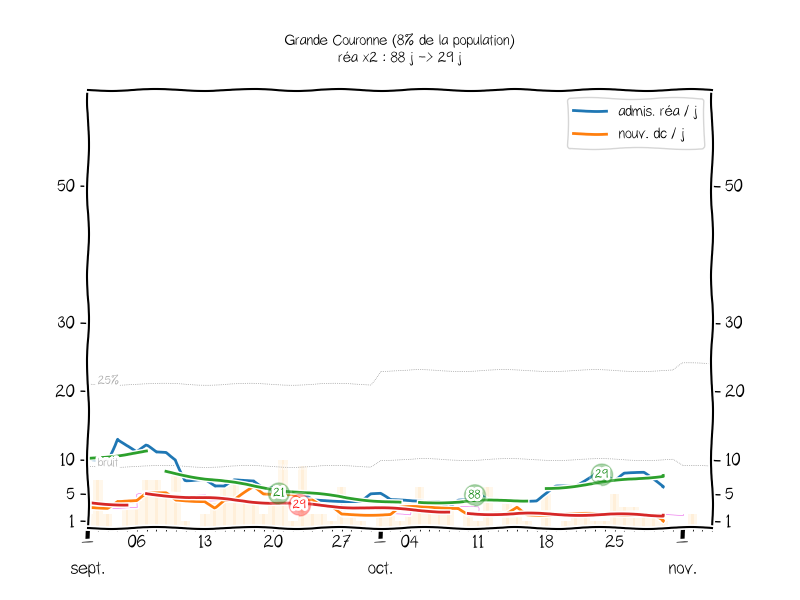 Grande Couronne (8% de la population)
réa x2 : 88 j -> 29 j
admis. réa / j
nouv. dc / j
50 50
30 30
25%
20 20
bruit
10 10
29
88
21
5 5
29
1 1
06 13 20 27 04 11 18 25
sept. oct. nov.